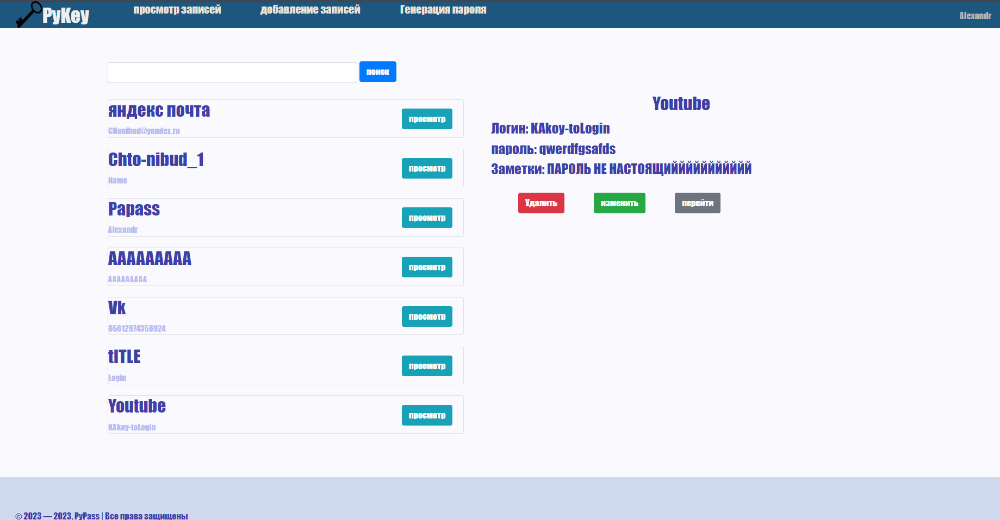 PyKey
просмотр записей
добавление записей
Генерация пароля
Alexandr
поиск
яндекс почта
CHonibud@yandex.ru
просмотр
Chto-nibud_1
Name
просмотр
Papass
Alexandr
просмотр
AAAAAAAAA
AAAAAAAAA
просмотр
Vk
85612974358924
просмотр
tITLE
Login
просмотр
Youtube
KAkoy-toLogin
просмотр
Youtube
Логин: KAkoy-toLogin
пароль: qwerdfgsafds
Заметки: ПАРОЛЬ НЕ НАСТОЯЩИЙЙЙЙЙЙЙЙЙЙЙ
Удалить
изменить
перейти
© 2023 — 2023, PyPass | Все права защищены